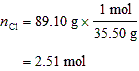 n_Cl = 89.10 g × 1 mol / 35.50 g
= 2.51 mol